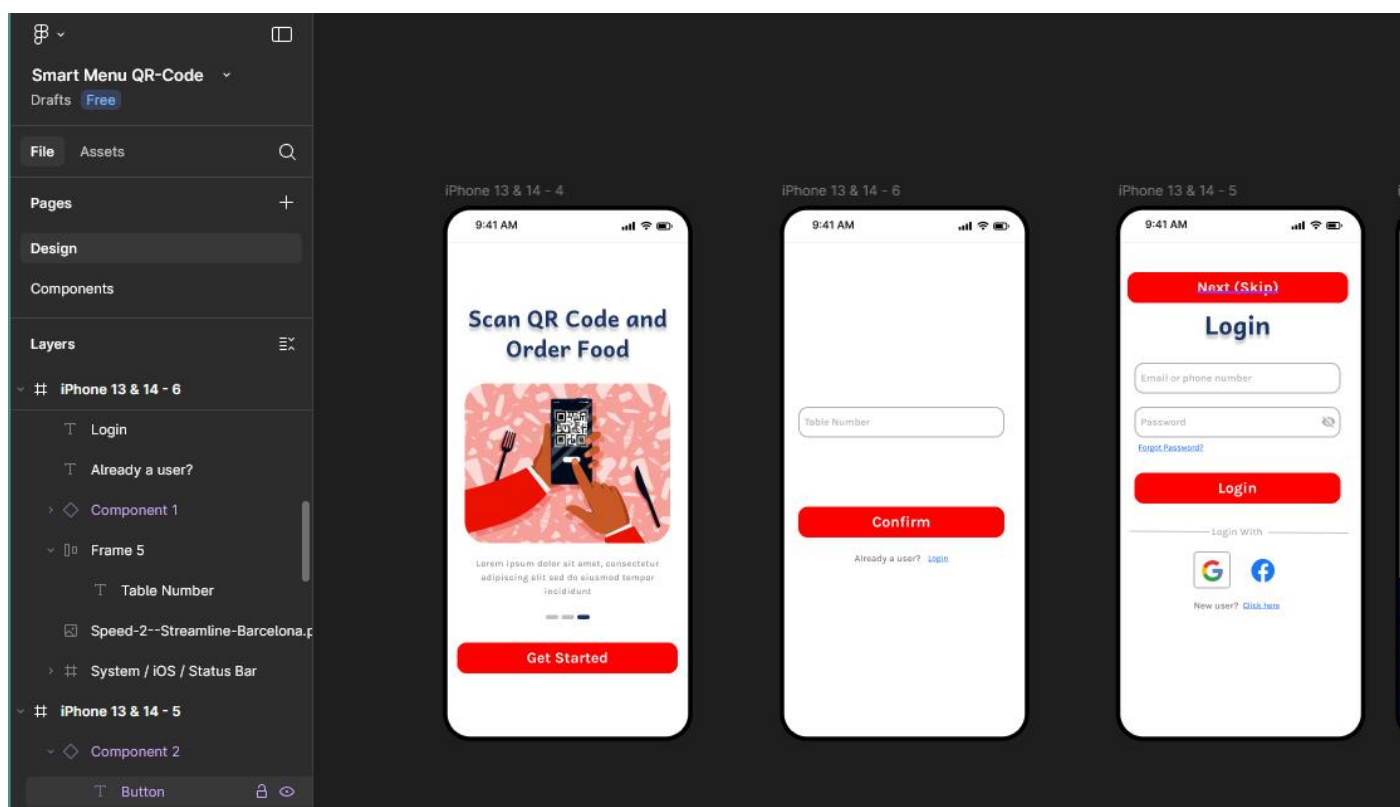 Smart Menu QR-Code
Drafts Free
File Assets
Pages
Design
Components
Layers
iPhone 13 & 14 - 6
Login
Already a user?
Component 1
Frame 5
Table Number
Speed-2--Streamline-Barcelona.p
System / iOS / Status Bar
iPhone 13 & 14 - 5
Component 2
Button
iPhone 13 & 14 - 4
9:41 AM
Scan QR Code and
Order Food
Lorem ipsum dolor sit amet, consectetur
adipiscing elit sed do eiusmod tempor
incididunt
Get Started
iPhone 13 & 14 - 6
9:41 AM
Table Number
Confirm
Already a user? Login
iPhone 13 & 14 - 5
9:41 AM
Next (Skip)
Login
Email or phone number
Password
Forgot Password?
Login
Login With
New user? Click here